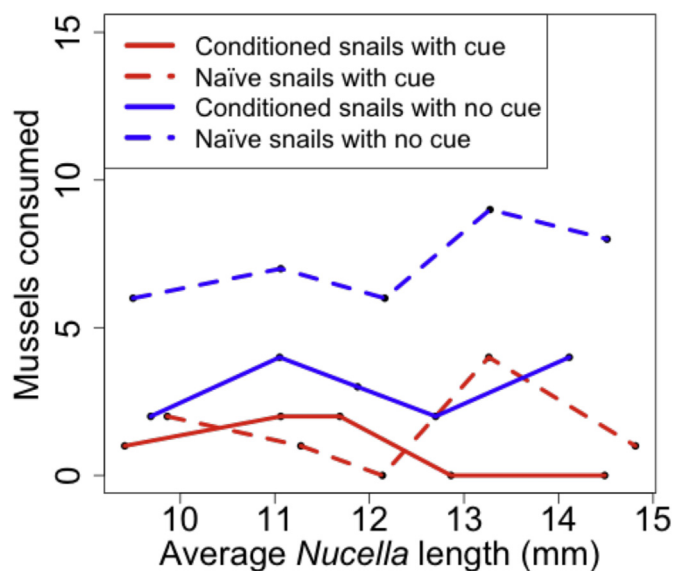 Conditioned snails with cue
Naïve snails with cue
Conditioned snails with no cue
Naïve snails with no cue
15
10
5
0
Mussels consumed
10 11 12 13 14 15
Average Nucella length (mm)